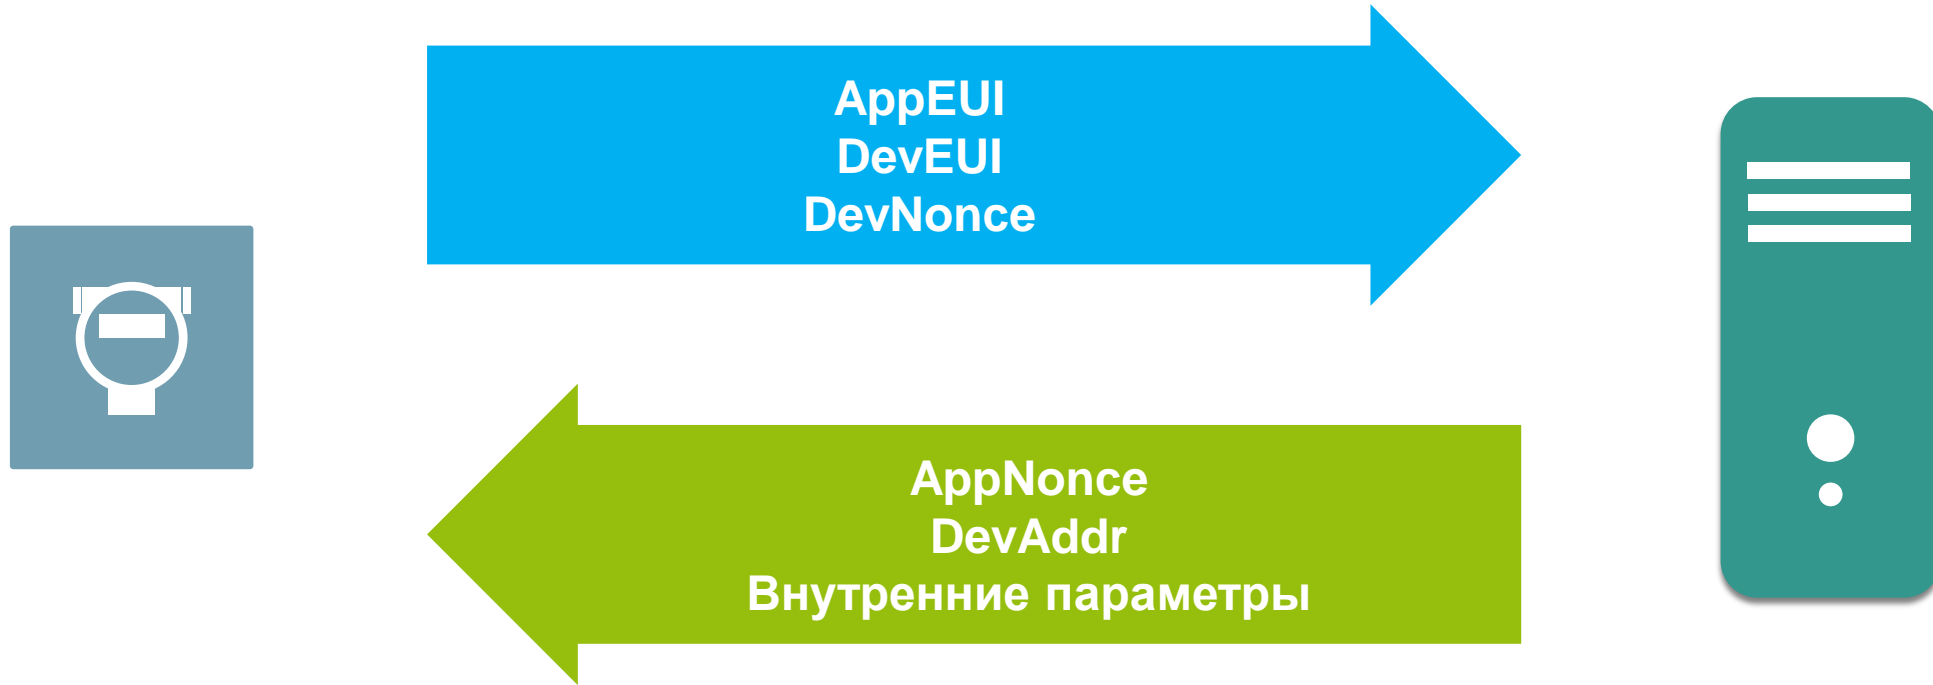 AppEUI
DevEUI
DevNonce
AppNonce
DevAddr
Внутренние параметры